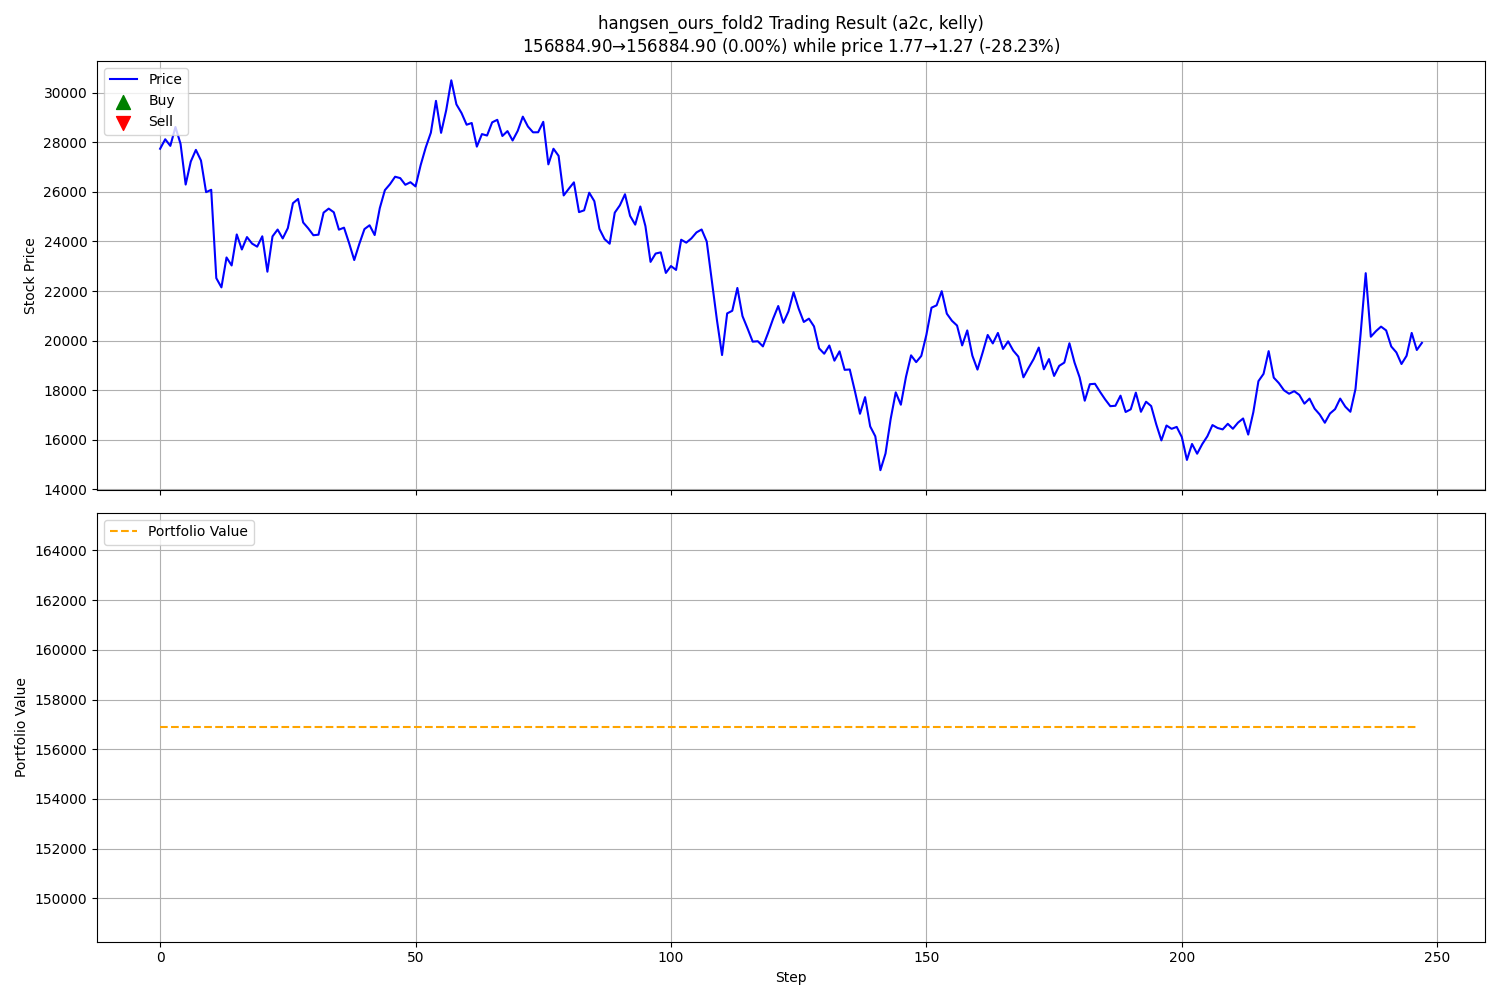 hangsen_ours_fold2 Trading Result (a2c, kelly)
156884.90→156884.90 (0.00%) while price 1.77→1.27 (-28.23%)
Price
Buy
Sell
Stock Price
30000
28000
26000
24000
22000
20000
18000
16000
14000
Portfolio Value
Portfolio Value
164000
162000
160000
158000
156000
154000
152000
150000
0
50
100
150
200
250
Step